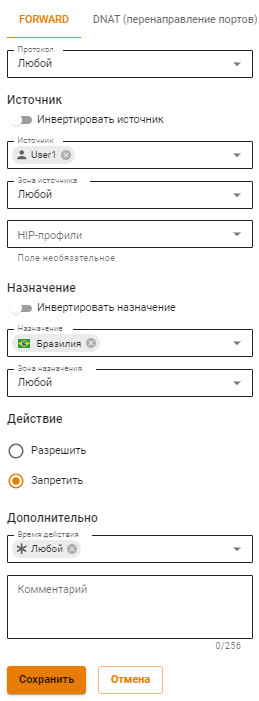 FORWARD DNAT (перенаправление портов)
Протокол
Любой
Источник
Инвертировать источник
Источник
User1
Зона источника
Любой
HIP-профили
Поле необязательное
Назначение
Инвертировать назначение
Назначение
Бразилия
Зона назначения
Любой
Действие
Разрешить
Запретить
Дополнительно
Время действия
Любой
Комментарий
0/256
Сохранить Отмена